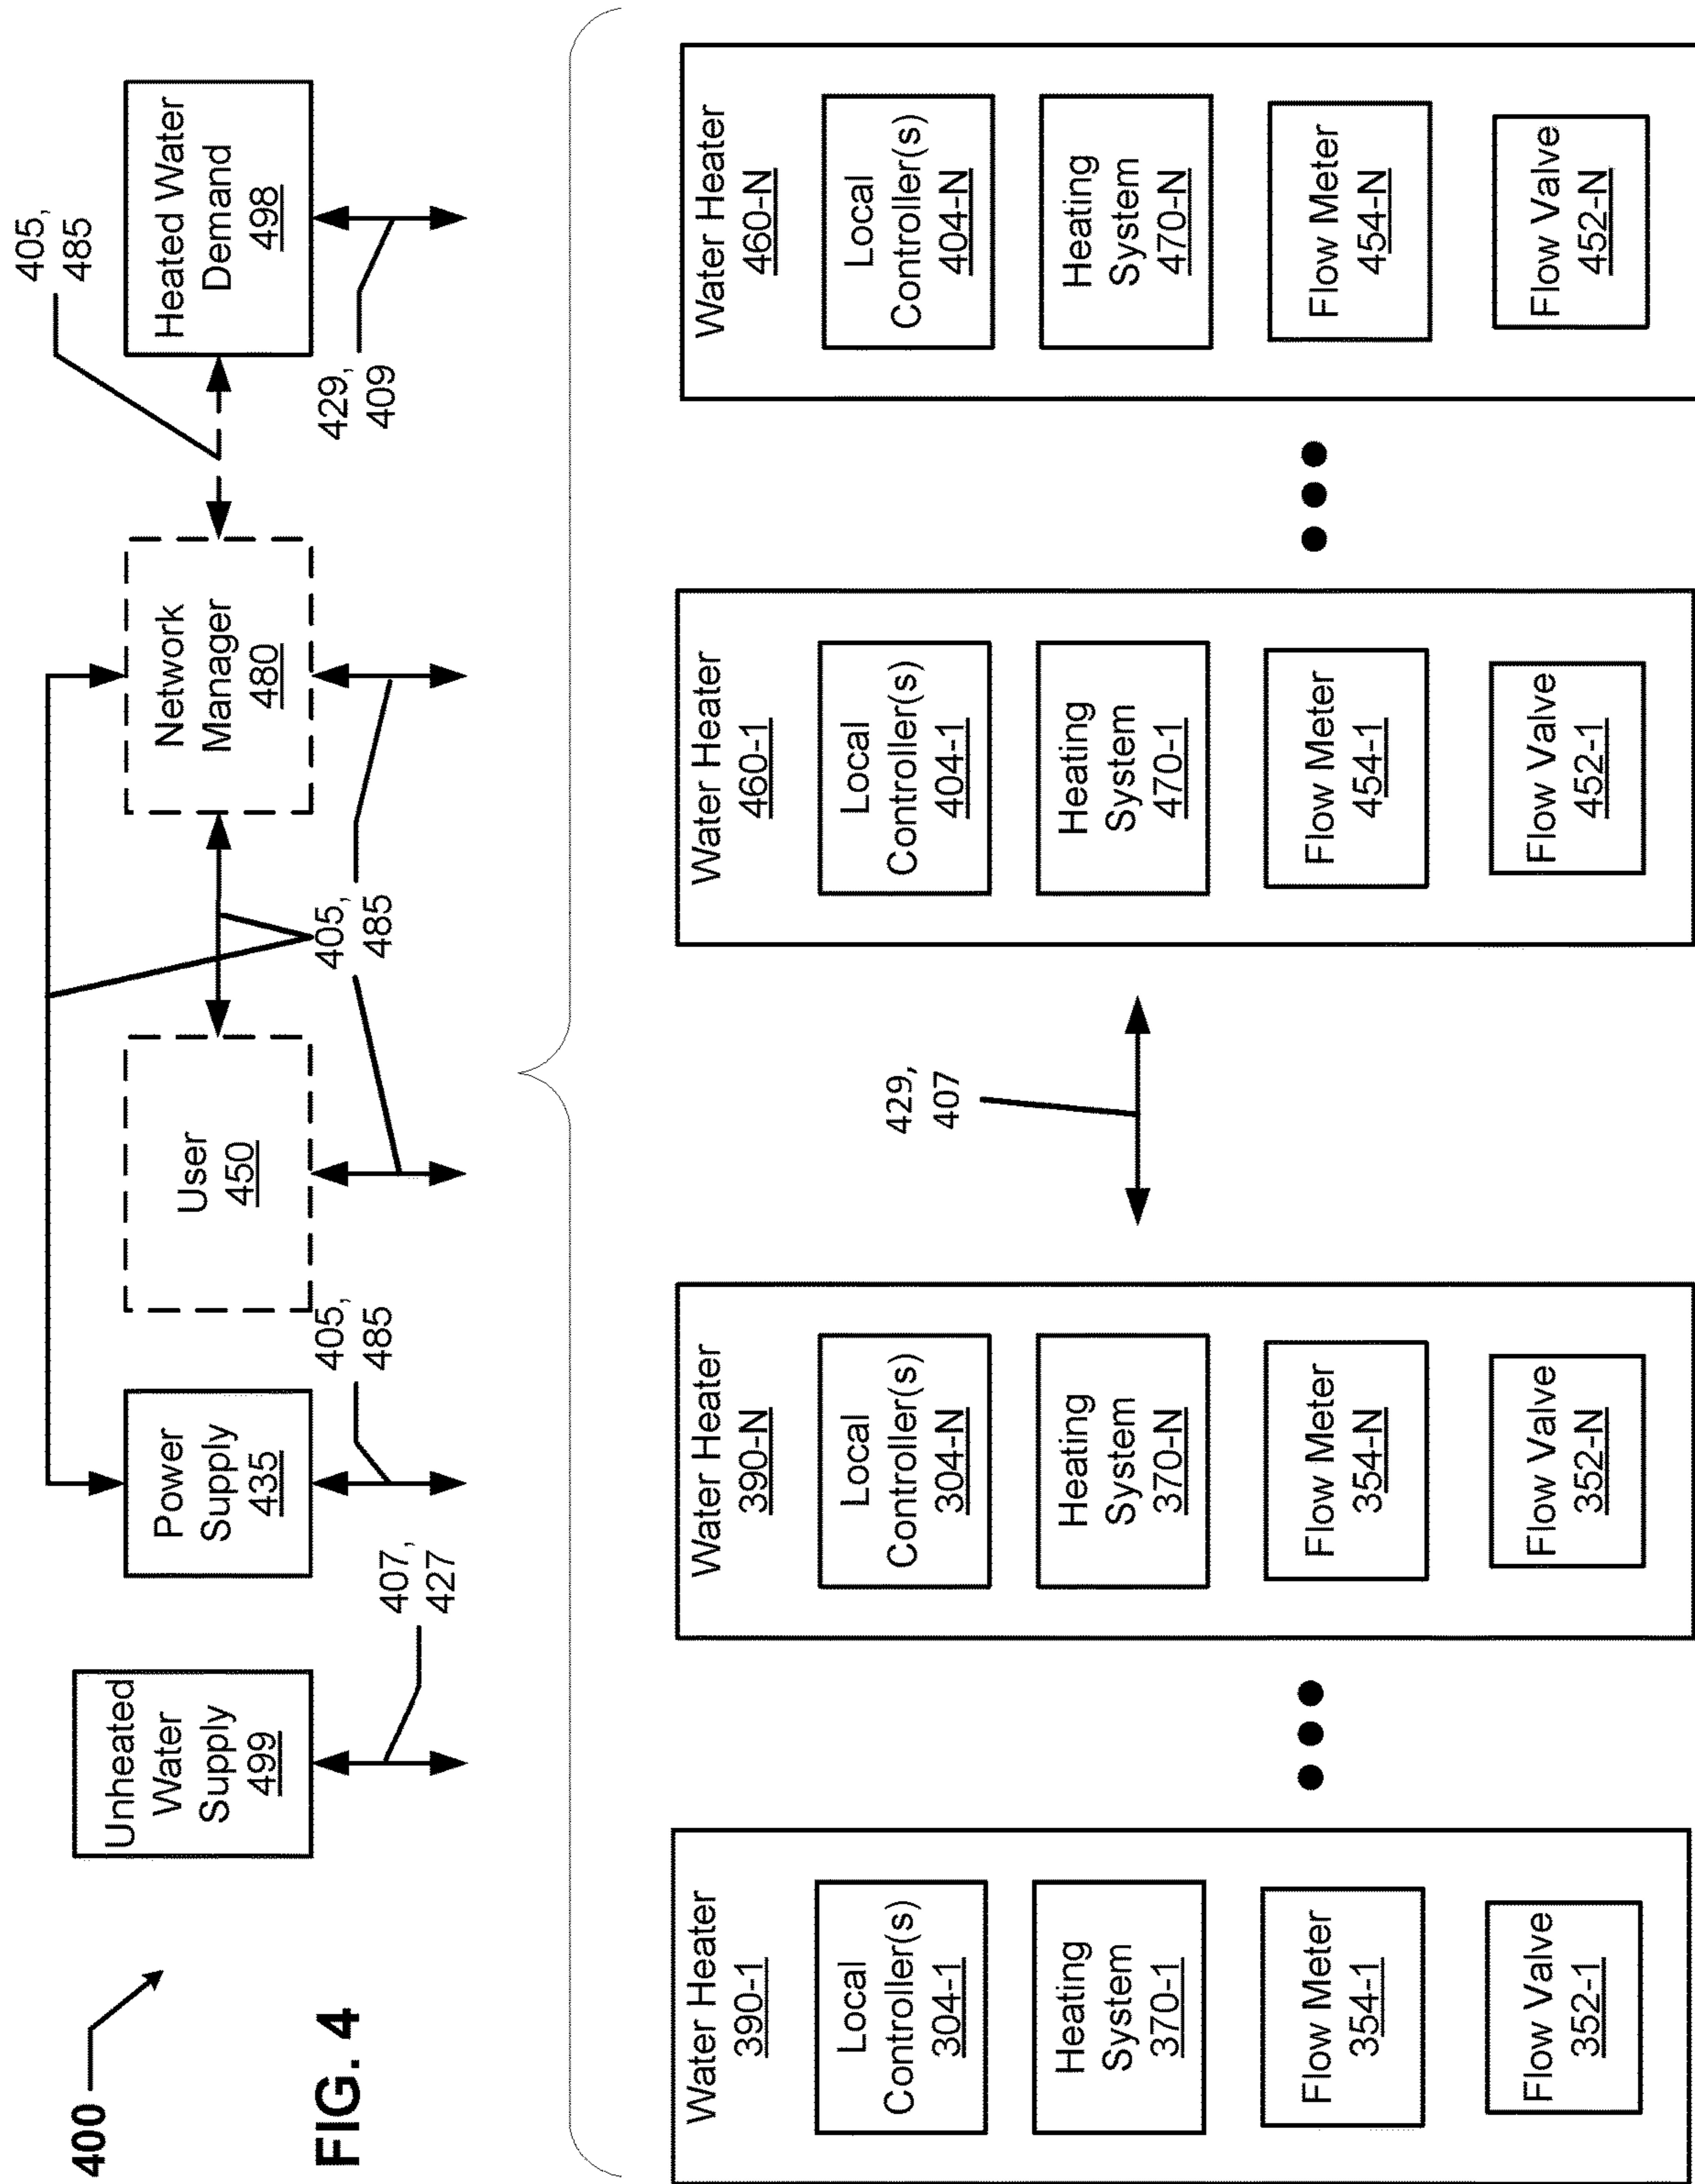 400
FIG. 4
Unheated
Water
Supply
499
407,
427
Power
Supply
435
405,
485
User
450
405,
485
Network
Manager
480
405,
485
Heated Water
Demand
498
429,
409
Water Heater
390-1
Local
Controller(s)
304-1
Heating
System
370-1
Flow Meter
354-1
Flow Valve
352-1
Water Heater
390-N
Local
Controller(s)
304-N
Heating
System
370-N
Flow Meter
354-N
Flow Valve
352-N
429,
407
Water Heater
460-1
Local
Controller(s)
404-1
Heating
System
470-1
Flow Meter
454-1
Flow Valve
452-1
Water Heater
460-N
Local
Controller(s)
404-N
Heating
System
470-N
Flow Meter
454-N
Flow Valve
452-N